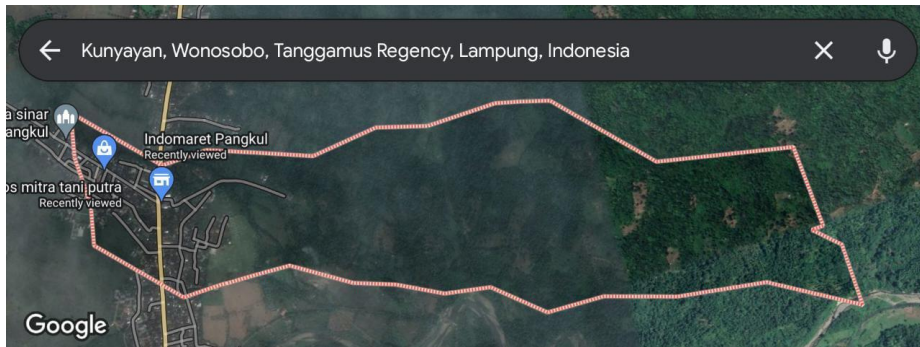 Kunyayan, Wonosobo, Tanggamus Regency, Lampung, Indonesia
a sinar
angkul
Indomaret Pangkul
Recently viewed
os mitra tani putra
Recently viewed
Google